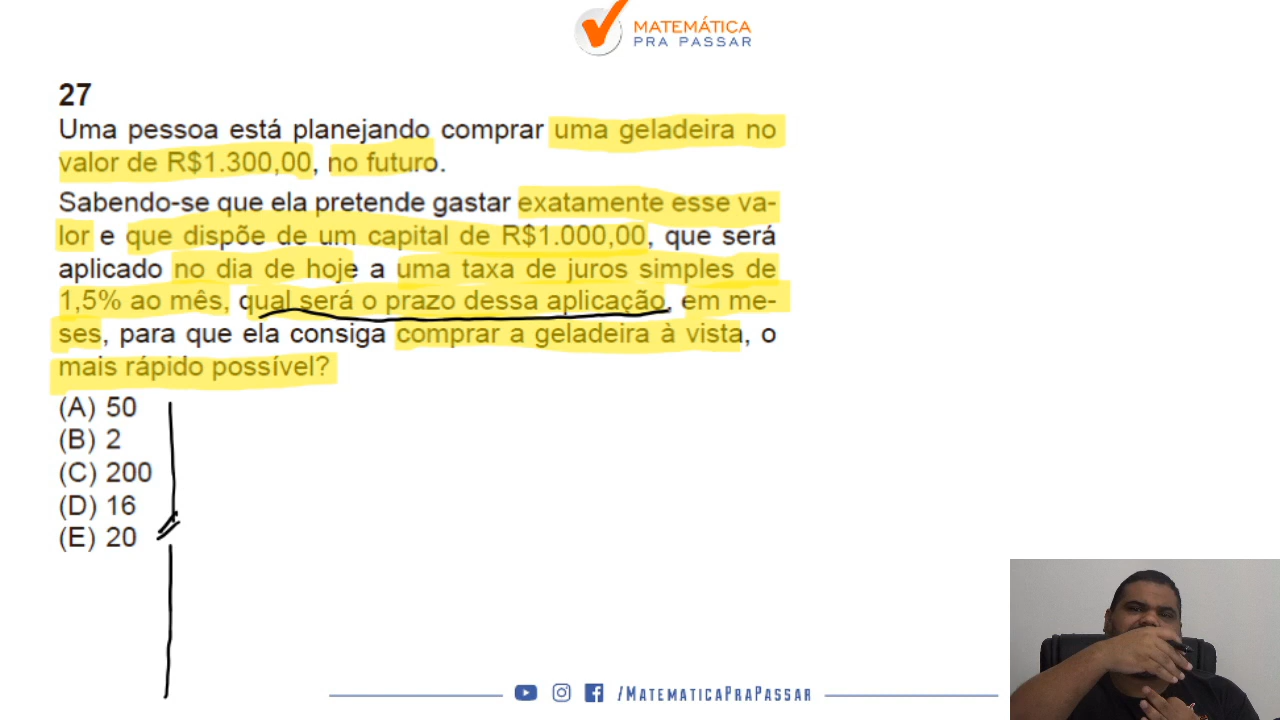 MATEMÁTICA
PRA PASSAR
27
Uma pessoa está planejando comprar uma geladeira no
valor de R$1.300,00, no futuro.
Sabendo-se que ela pretende gastar exatamente esse va-
lor e que dispõe de um capital de R$1.000,00, que será
aplicado no dia de hoje a uma taxa de juros simples de
1,5% ao mês, qual será o prazo dessa aplicação, em me-
ses, para que ela consiga comprar a geladeira à vista, o
mais rápido possível?
(A) 50
(B) 2
(C) 200
(D) 16
(E) 20
/MATEMATICAPRAPASSAR